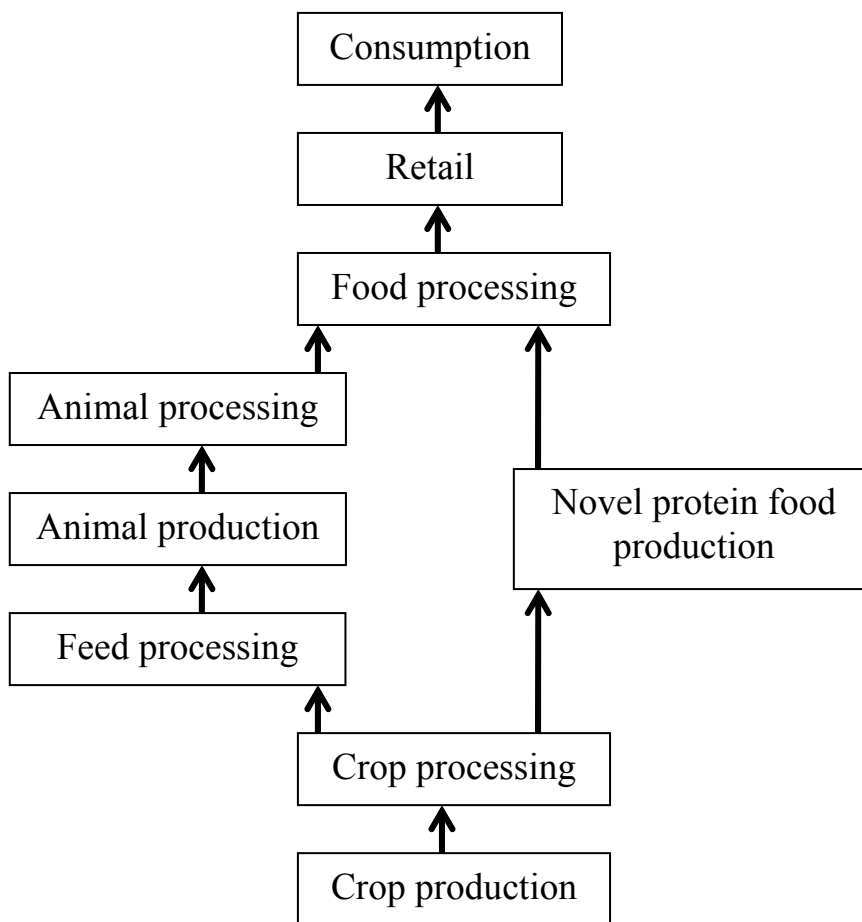 Consumption
Retail
Food processing
Animal processing
Novel protein food
production
Animal production
Feed processing
Crop processing
Crop production